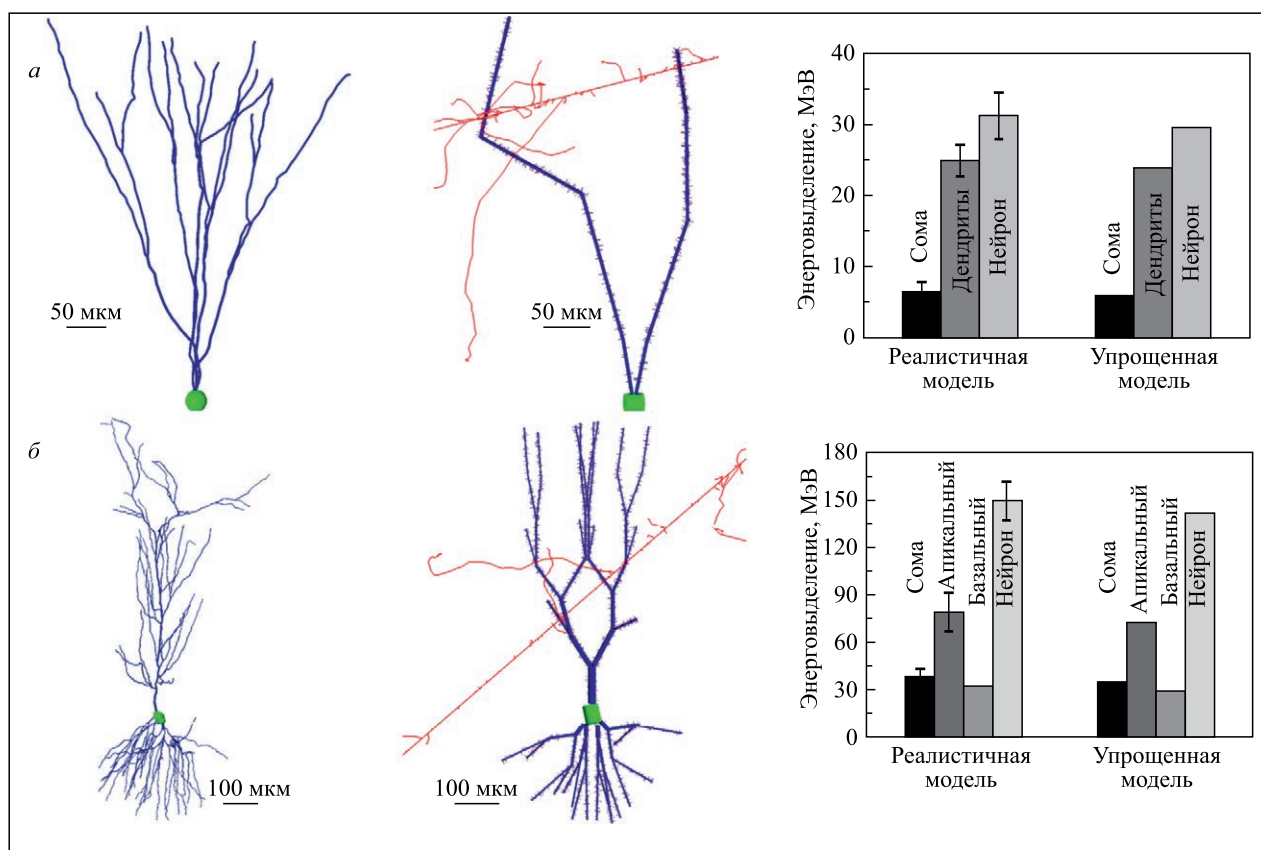 а
50 мкм
50 мкм
Энерговыделение, МэВ
40
30
20
10
0
Сома
Дендриты
Нейрон
Сома
Дендриты
Нейрон
Реалистичная
модель
Упрощенная
модель
б
100 мкм
100 мкм
Энерговыделение, МэВ
180
150
120
90
60
30
0
Сома
Апикальный
Базальный
Нейрон
Сома
Апикальный
Базальный
Нейрон
Реалистичная
модель
Упрощенная
модель